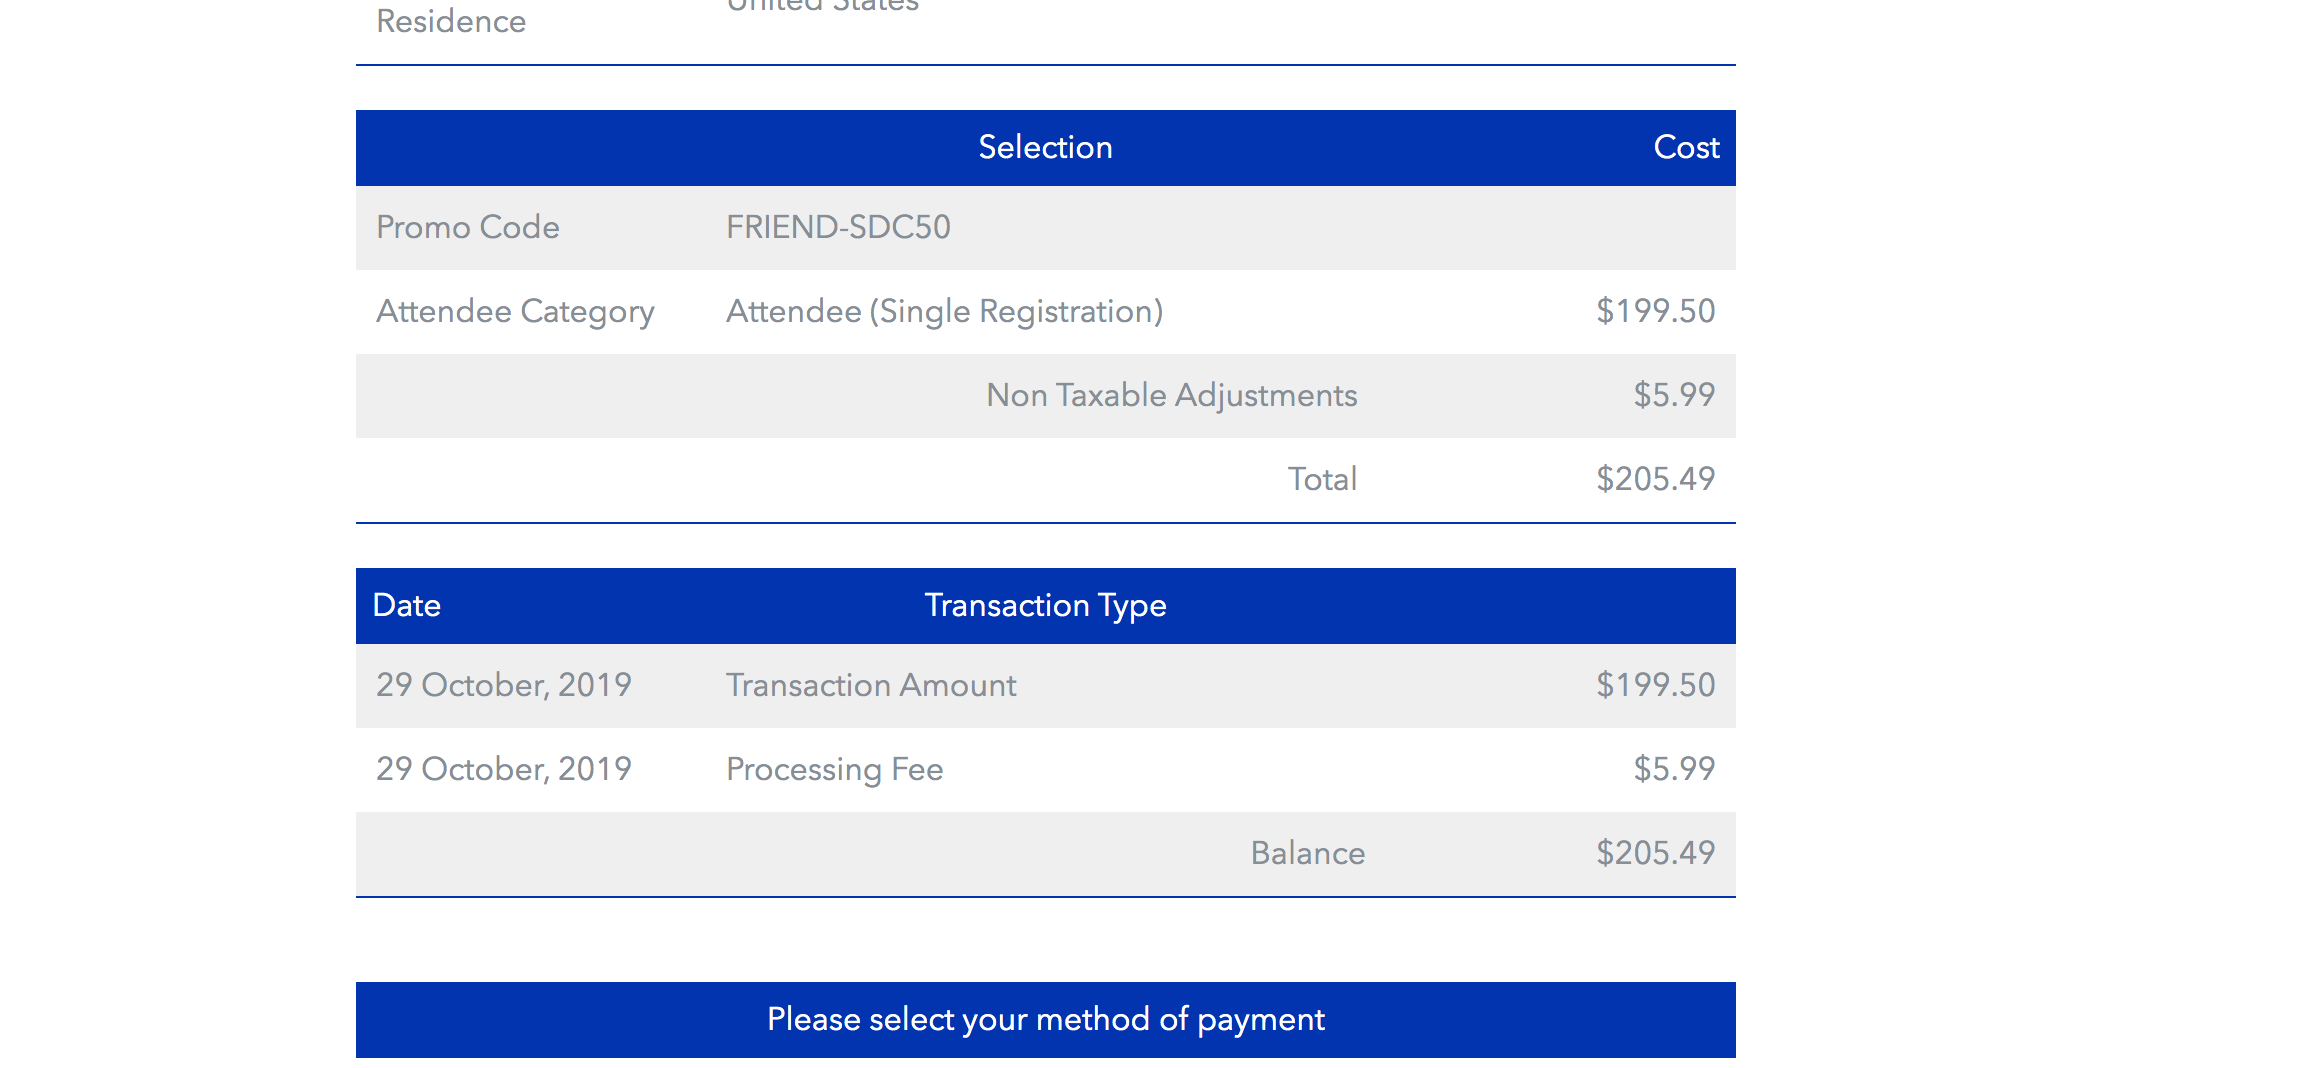 United States
Residence
Selection Cost
Promo Code FRIEND-SDC50
Attendee Category Attendee (Single Registration) $199.50
Non Taxable Adjustments $5.99
Total $205.49
Date Transaction Type
29 October, 2019 Transaction Amount $199.50
29 October, 2019 Processing Fee $5.99
Balance $205.49
Please select your method of payment